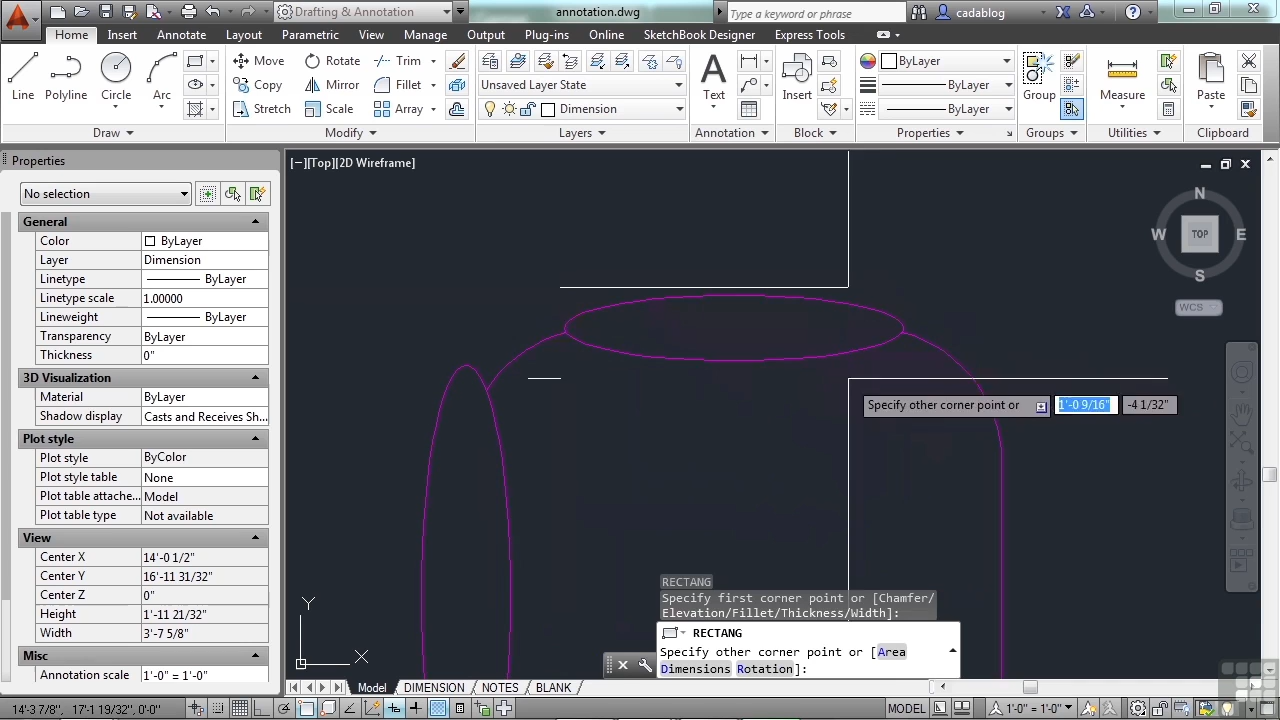 Drafting & Annotation
annotation.dwg
Type a keyword or phrase
cadablog
Home Insert Annotate Layout Parametric View Manage Output Plug-ins Online SketchBook Designer Express Tools
Line Polyline Circle Arc
Move Rotate Trim
Copy Mirror Fillet
Stretch Scale Array
Unsaved Layer State
Dimension
Text
Insert
ByLayer
ByLayer
ByLayer
Group
Measure
Paste
Draw Modify Layers Annotation Block Properties Groups Utilities Clipboard
Properties
[−][Top][2D Wireframe]
No selection
General
Color ByLayer
Layer Dimension
Linetype ByLayer
Linetype scale 1.00000
Lineweight ByLayer
Transparency ByLayer
Thickness 0"
3D Visualization
Material ByLayer
Shadow display Casts and Receives Sh...
Plot style
Plot style ByColor
Plot style table None
Plot table attache... Model
Plot table type Not available
View
Center X 14'-0 1/2"
Center Y 16'-11 31/32"
Center Z 0"
Height 1'-11 21/32"
Width 3'-7 5/8"
Misc
Annotation scale 1'-0" = 1'-0"
N
W TOP E
S
WCS
Specify other corner point or 1'-0 9/16" -4 1/32"
Y
X
RECTANG
Specify first corner point or [Chamfer/
Elevation/Fillet/Thickness/Width]:
RECTANG
Specify other corner point or [Area
Dimensions Rotation]:
Model DIMENSION NOTES BLANK
14'-3 7/8", 17'-1 19/32", 0'-0" MODEL 1'-0" = 1'-0"